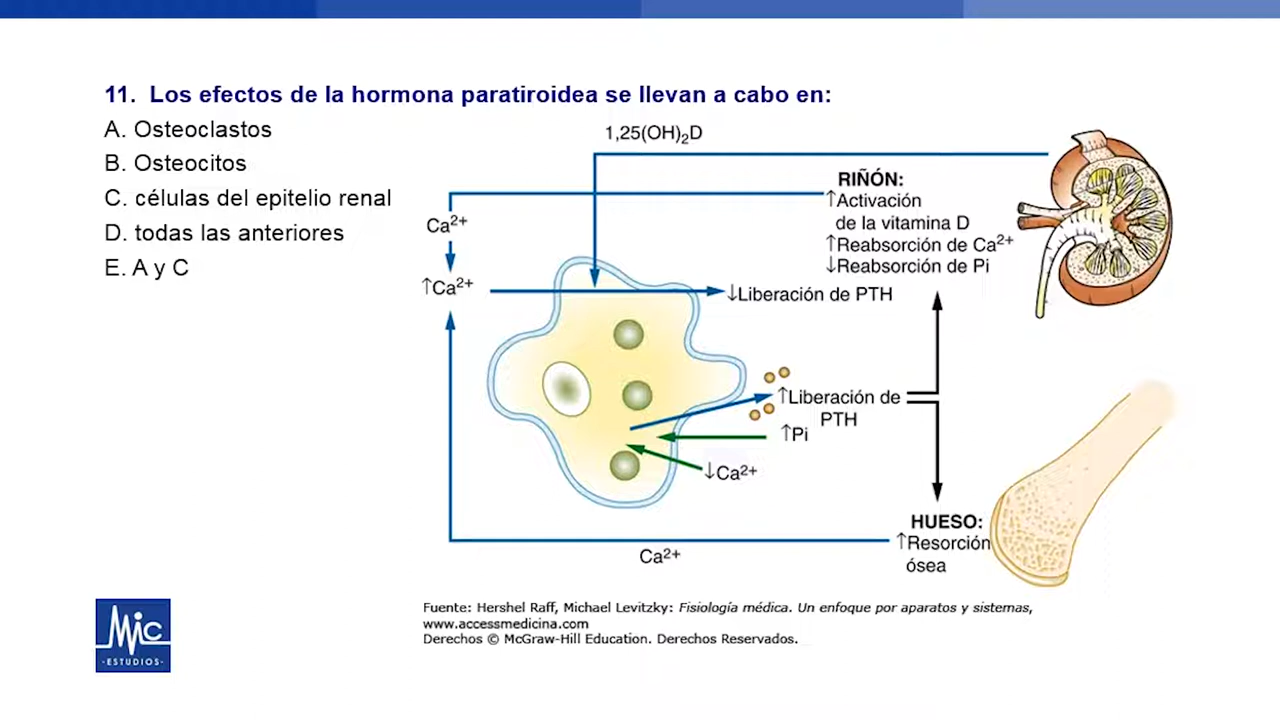 11. Los efectos de la hormona paratiroidea se llevan a cabo en:
A. Osteoclastos
B. Osteocitos
C. células del epitelio renal
D. todas las anteriores
E. A y C
1,25(OH)₂D
RIÑÓN:
↑Activación
de la vitamina D
↑Reabsorción de Ca²⁺
↓Reabsorción de Pi
Ca²⁺
↑Ca²⁺
↓Liberación de PTH
↑Liberación de
PTH
↑Pi
↓Ca²⁺
HUESO:
↑Resorción
ósea
Ca²⁺
Fuente: Hershel Raff, Michael Levitzky: Fisiología médica. Un enfoque por aparatos y sistemas,
www.accessmedicina.com
Derechos © McGraw-Hill Education. Derechos Reservados.
Mic
·ESTUDIOS·